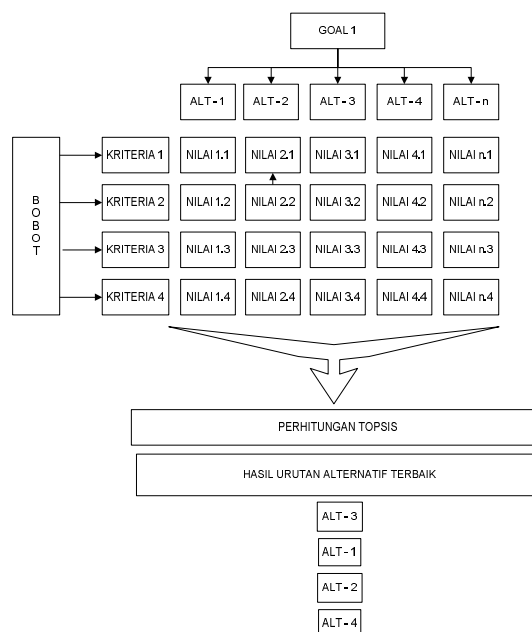 GOAL 1
ALT-1 ALT-2 ALT-3 ALT-4 ALT-n
BOBOT
KRITERIA 1 NILAI 1.1 NILAI 2.1 NILAI 3.1 NILAI 4.1 NILAI n.1
KRITERIA 2 NILAI 1.2 NILAI 2.2 NILAI 3.2 NILAI 4.2 NILAI n.2
KRITERIA 3 NILAI 1.3 NILAI 2.3 NILAI 3.3 NILAI 4.3 NILAI n.3
KRITERIA 4 NILAI 1.4 NILAI 2.4 NILAI 3.4 NILAI 4.4 NILAI n.4
PERHITUNGAN TOPSIS
HASIL URUTAN ALTERNATIF TERBAIK
ALT-3
ALT-1
ALT-2
ALT-4